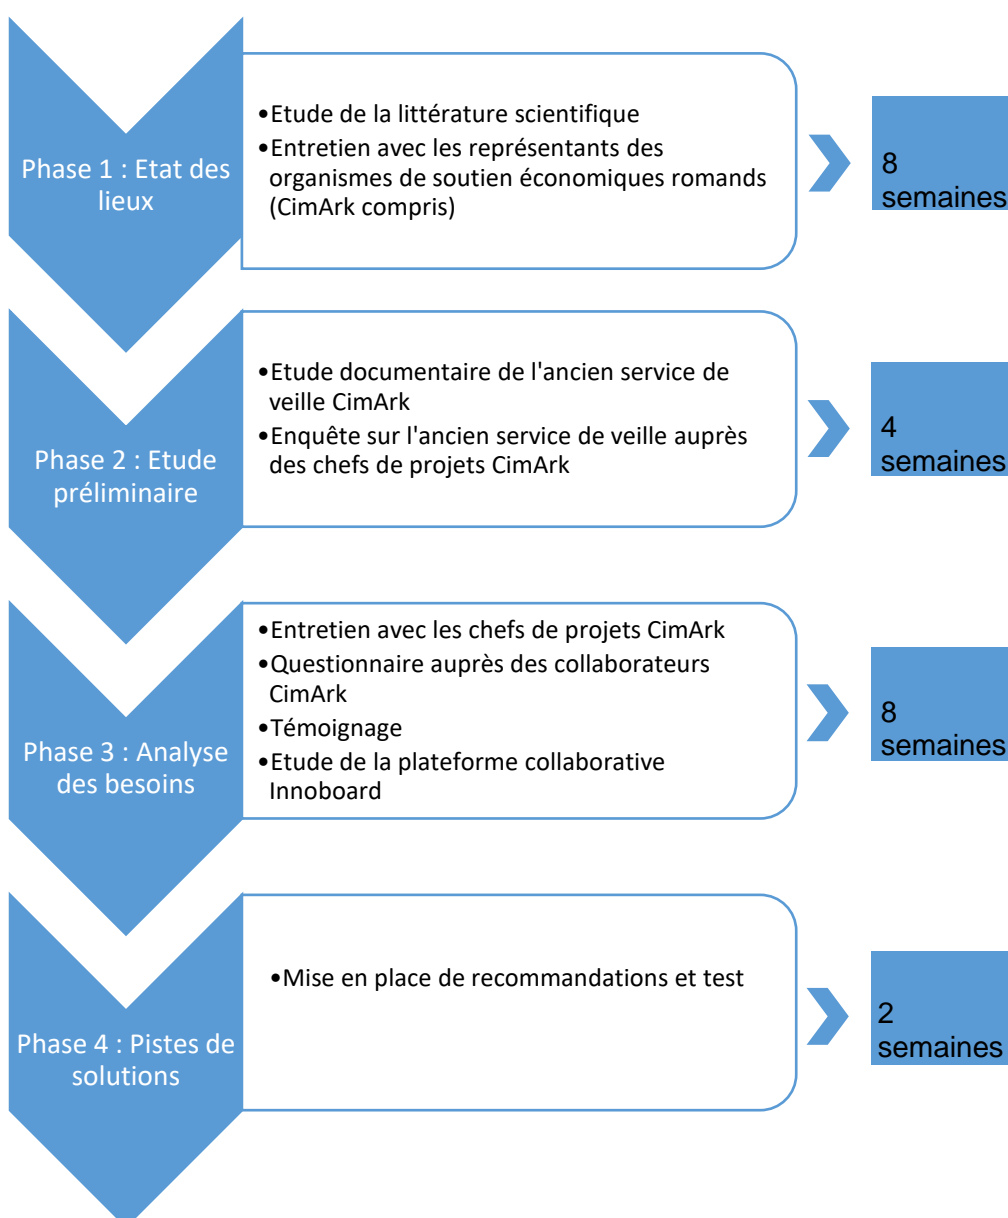 Phase 1 : Etat des
lieux
•Etude de la littérature scientifique
•Entretien avec les représentants des
organismes de soutien économiques romands
(CimArk compris)
8
semaines
Phase 2 : Etude
préliminaire
•Etude documentaire de l'ancien service de
veille CimArk
•Enquête sur l'ancien service de veille auprès
des chefs de projets CimArk
4
semaines
Phase 3 : Analyse
des besoins
•Entretien avec les chefs de projets CimArk
•Questionnaire auprès des collaborateurs
CimArk
•Témoignage
•Etude de la plateforme collaborative
Innoboard
8
semaines
Phase 4 : Pistes de
solutions
•Mise en place de recommandations et test
2
semaines